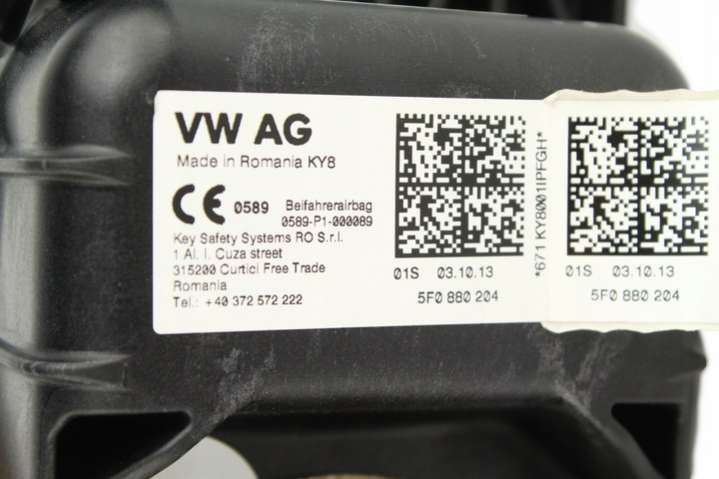 VW AG
Made in Romania KY8
CE 0589 Beifahrerairbag
0589-P1-000089
Key Safety Systems RO S.r.l.
1 Al. I. Cuza street
315200 Curtici Free Trade
Romania
Tel.: +40 372 572 222
01S 03.10.13
5F0 880 204
*671 KY8001IPFGH*
01S 03.10.13
5F0 880 204